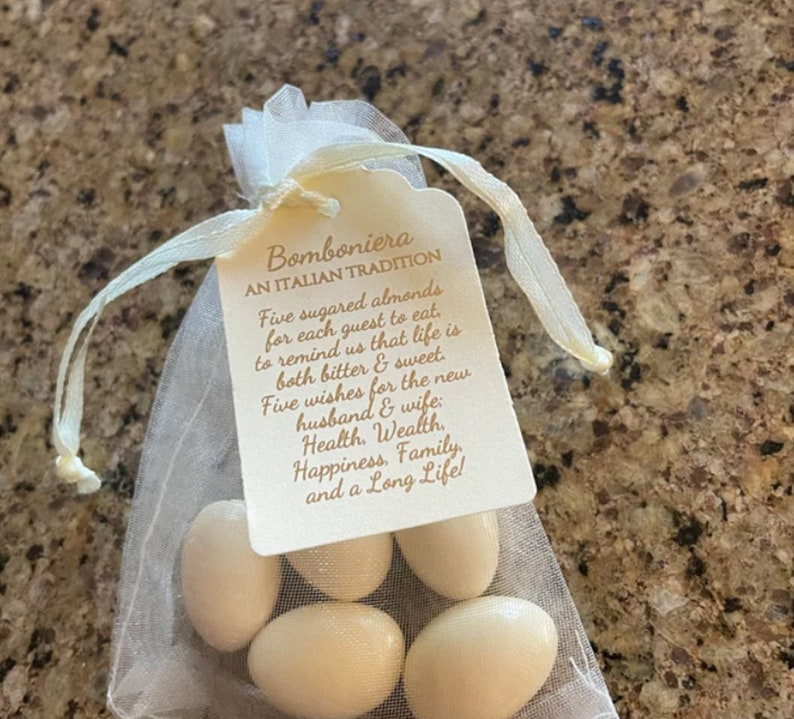 Bomboniera
AN ITALIAN TRADITION
Five sugared almonds
for each guest to eat,
to remind us that life is
both bitter & sweet.
Five wishes for the new
husband & wife;
Health, Wealth,
Happiness, Family,
and a Long Life!